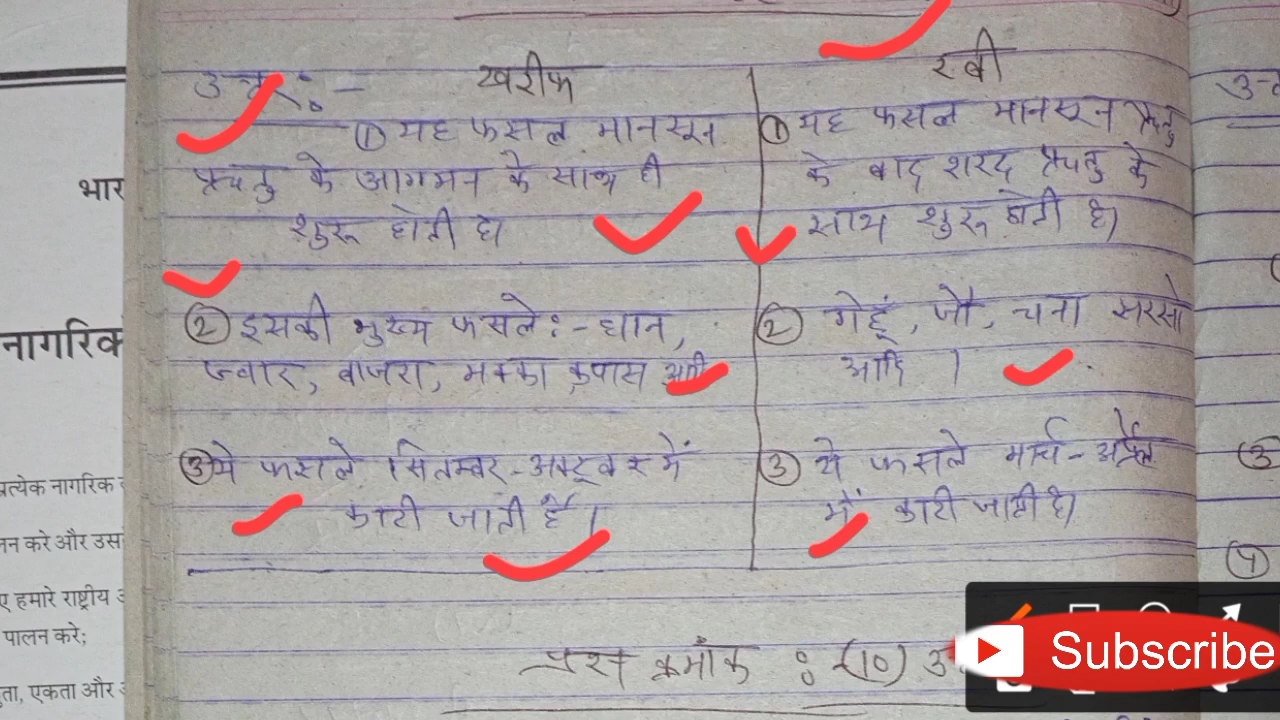 उत्तर:- खरीफ
① यह फसल मानसून
ऋतु के आगमन के साथ ही
शुरू होती है।
② इसकी मुख्य फसले:- धान,
ज्वार, बाजरा, मक्का कपास आदि
③ ये फसले सितम्बर-अक्टूबर में
काटी जाती हैं।
रबी
① यह फसल मानसून ऋतु
के बाद शरद ऋतु के
साथ शुरू होती है।
② गेहूं, जौ, चना सरसो
आदि ।
③ ये फसले मार्च-अप्रैल
में काटी जाती है।
प्रश्न क्रमांक : (10)
भार
नागरिक
प्रत्येक नागरिक
करे और उस
ए हमारे राष्ट्रीय
पालन करे;
एकता और
Subscribe